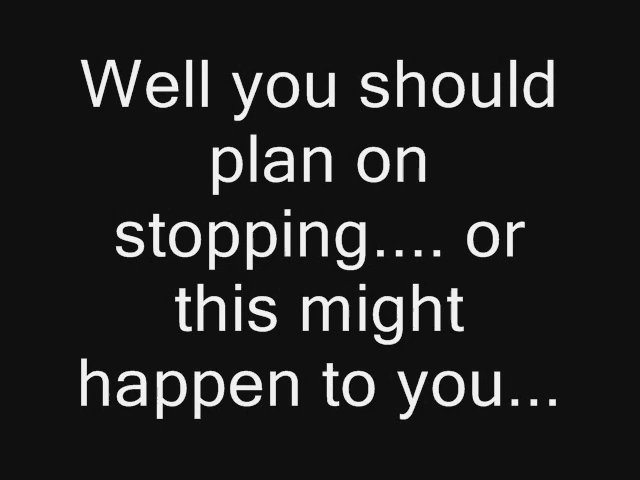 Well you should
plan on
stopping.... or
this might
happen to you...